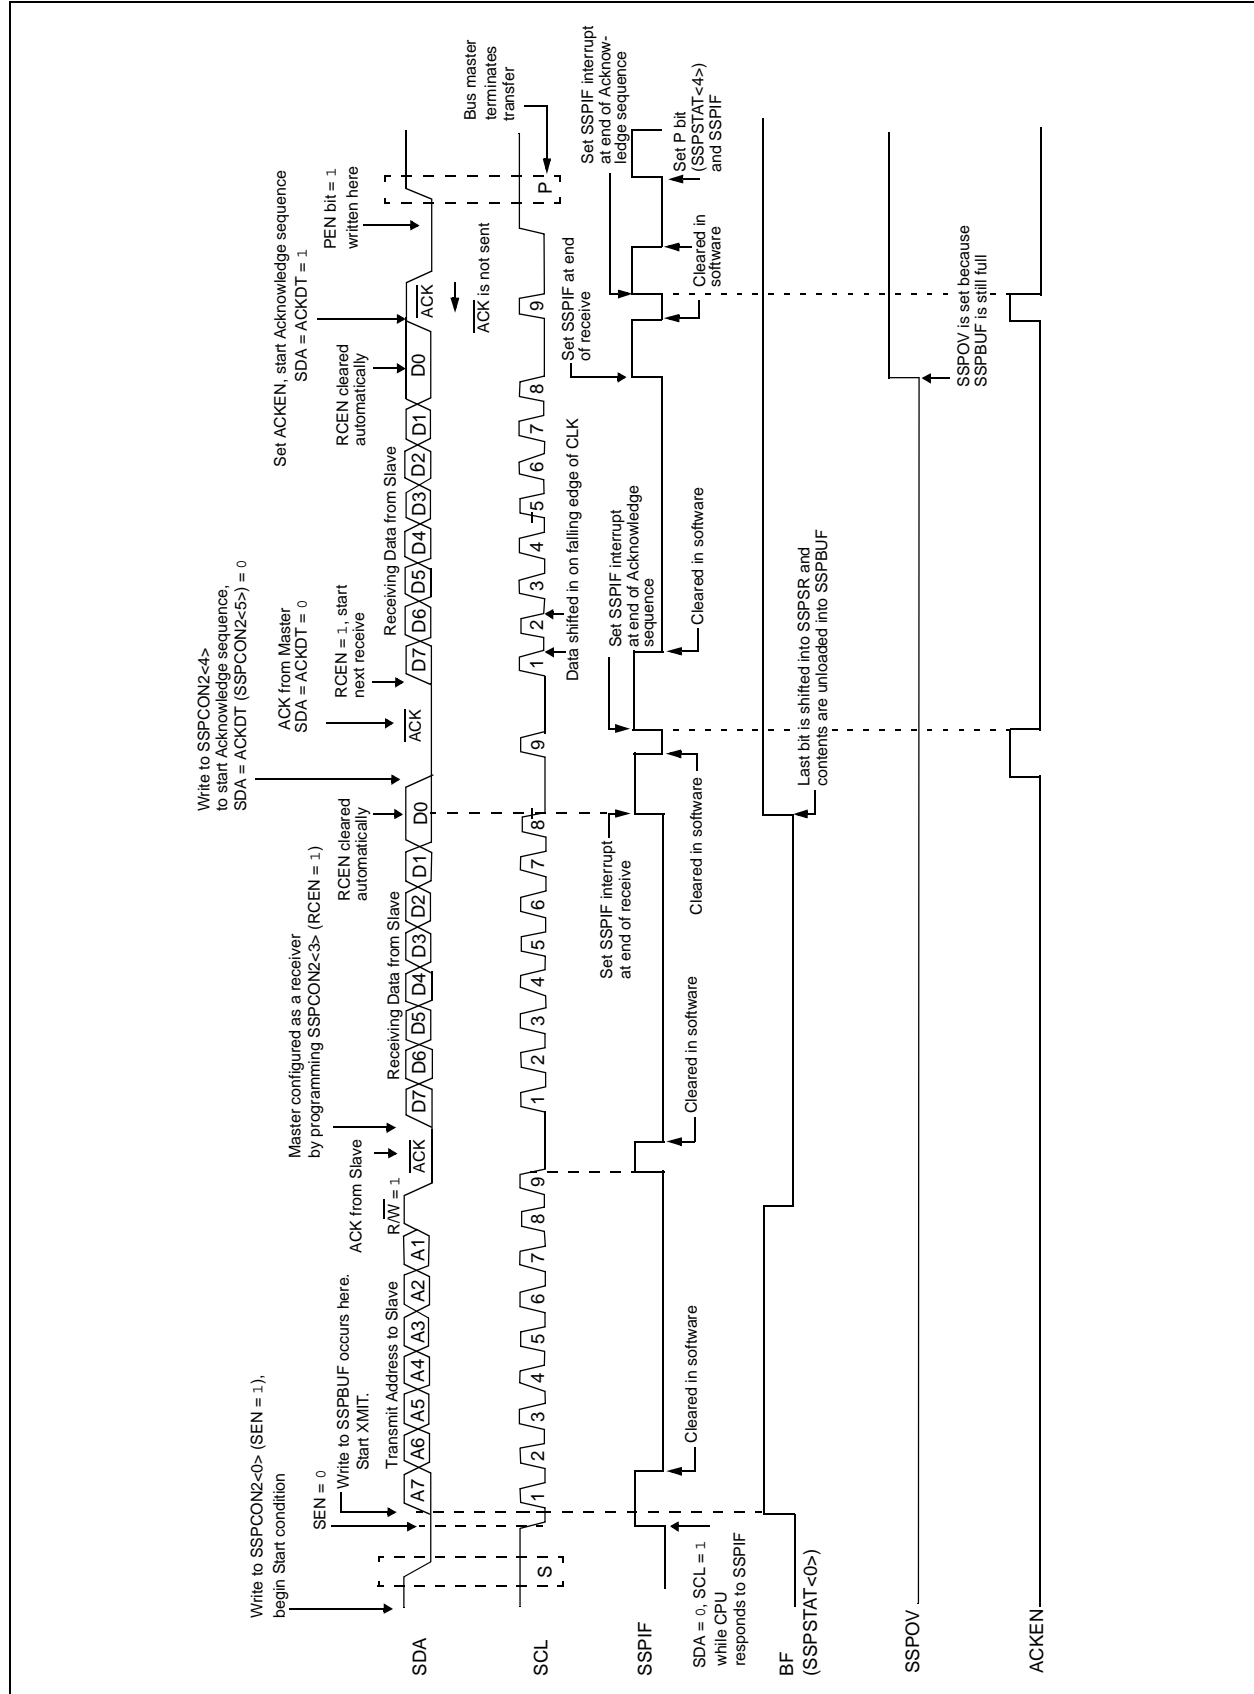 Write to SSPCON2<0> (SEN = 1),
begin Start condition
SEN = 0
Write to SSPBUF occurs here.
Start XMIT.
Master configured as a receiver
by programming SSPCON2<3> (RCEN = 1)
ACK from Slave
Write to SSPCON2<4>
to start Acknowledge sequence,
SDA = ACKDT (SSPCON2<5>) = 0
RCEN cleared
automatically
ACK from Master
SDA = ACKDT = 0
RCEN = 1, start
next receive
Set ACKEN, start Acknowledge sequence
SDA = ACKDT = 1
RCEN cleared
automatically
PEN bit = 1
written here
Transmit Address to Slave
R/W = 1
Receiving Data from Slave
Receiving Data from Slave
SDA
A7 A6 A5 A4 A3 A2 A1 ACK D7 D6 D5 D4 D3 D2 D1 D0 ACK D7 D6 D5 D4 D3 D2 D1 D0 ACK
ACK is not sent
Bus master
terminates
transfer
SCL
S 1 2 3 4 5 6 7 8 9 1 2 3 4 5 6 7 8 9 1 2 3 4 5 6 7 8 9 P
Data shifted in on falling edge of CLK
Set SSPIF interrupt
at end of receive
Set SSPIF interrupt
at end of Acknowledge
sequence
Set SSPIF at end
of receive
Set SSPIF interrupt
at end of Acknow-
ledge sequence
SSPIF
SDA = 0, SCL = 1
while CPU
responds to SSPIF
Cleared in software
Cleared in software
Cleared in software
Cleared in software
Cleared in
software
Set P bit
(SSPSTAT<4>)
and SSPIF
BF
(SSPSTAT<0>)
Last bit is shifted into SSPSR and
contents are unloaded into SSPBUF
SSPOV
SSPOV is set because
SSPBUF is still full
ACKEN